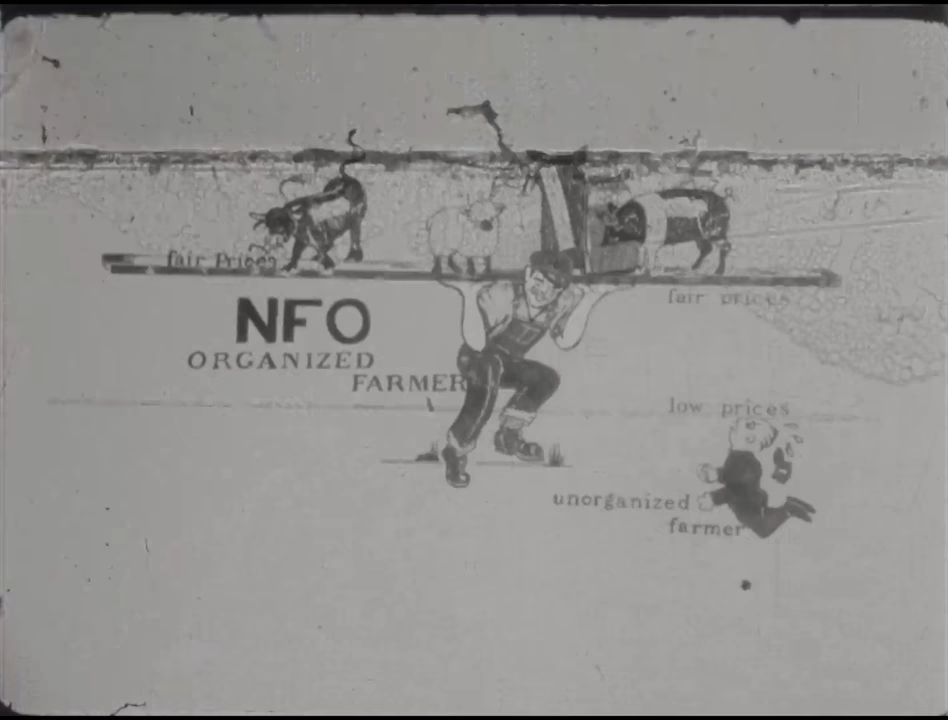 fair Prices
fair prices
NFO
ORGANIZED
FARMER
low prices
unorganized
farmer